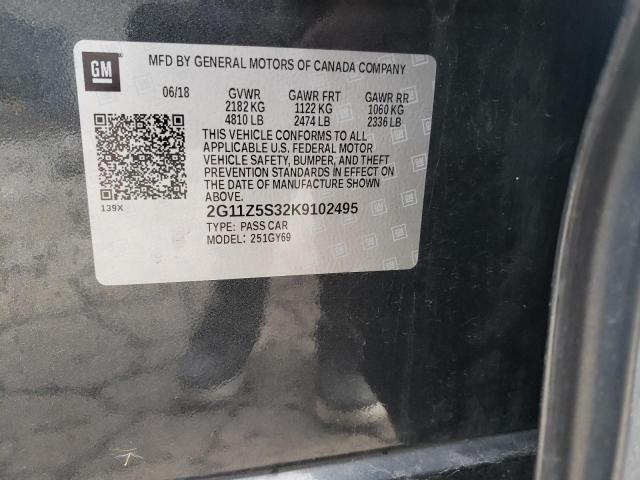 GM
MFD BY GENERAL MOTORS OF CANADA COMPANY
06/18 GVWR GAWR FRT GAWR RR
2182 KG 1122 KG 1060 KG
4810 LB 2474 LB 2336 LB
THIS VEHICLE CONFORMS TO ALL
APPLICABLE U.S. FEDERAL MOTOR
VEHICLE SAFETY, BUMPER, AND THEFT
PREVENTION STANDARDS IN EFFECT ON
THE DATE OF MANUFACTURE SHOWN
ABOVE.
139X
2G11Z5S32K9102495
TYPE: PASS CAR
MODEL: 251GY69